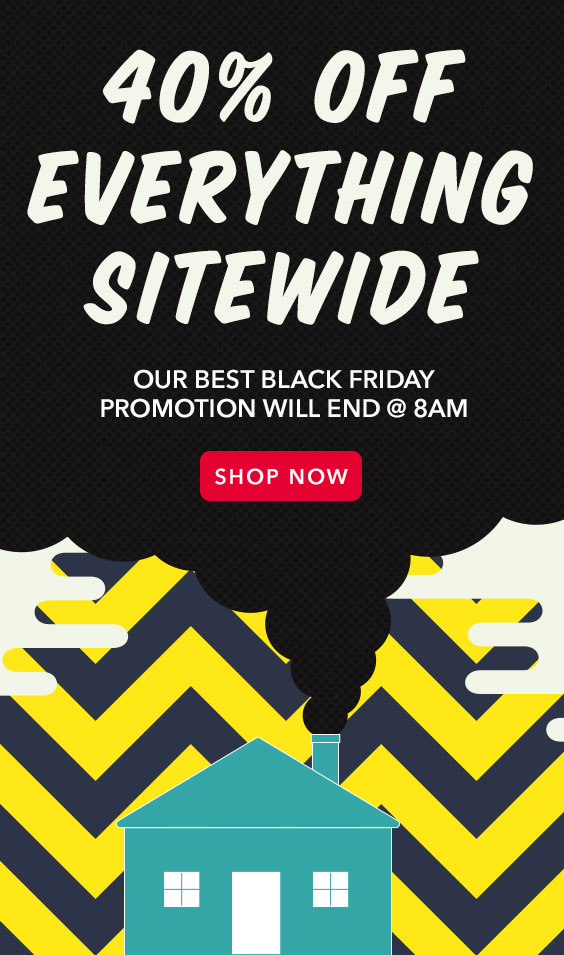 40% OFF
EVERYTHING
SITEWIDE
OUR BEST BLACK FRIDAY
PROMOTION WILL END @ 8AM
SHOP NOW